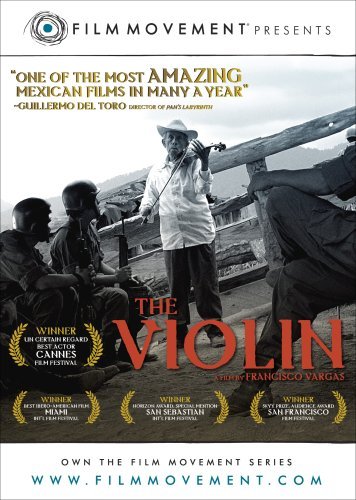 FILM MOVEMENT® PRESENTS
"ONE OF THE MOST AMAZING
MEXICAN FILMS IN MANY A YEAR"
~GUILLERMO DEL TORO DIRECTOR OF PAN'S LABYRINTH
THE
VIOLIN
A FILM BY FRANCISCO VARGAS
WINNER
UN CERTAIN REGARD
BEST ACTOR
CANNES
FILM FESTIVAL
WINNER
BEST IBERO-AMERICAN FILM
MIAMI
INT'L FILM FESTIVAL
WINNER
HORIZON AWARD, SPECIAL MENTION
SAN SEBASTIAN
INT'L FILM FESTIVAL
WINNER
SKYY PRIZE, AUDIENCE AWARD
SAN FRANCISCO
FILM FESTIVAL
OWN THE FILM MOVEMENT SERIES
WWW.FILMMOVEMENT.COM